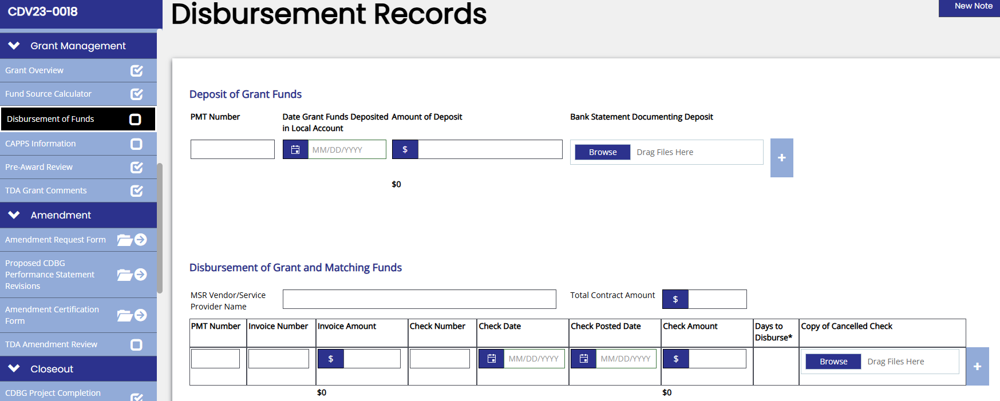 CDV23-0018
Grant Management
Grant Overview
Fund Source Calculator
Disbursement of Funds
CAPPS Information
Pre-Award Review
TDA Grant Comments
Amendment
Amendment Request Form
Proposed CDBG
Performance Statement
Revisions
Amendment Certification
Form
TDA Amendment Review
Closeout
CDBG Project Completion
Disbursement Records
New Note
Deposit of Grant Funds
PMT Number
Date Grant Funds Deposited
in Local Account
Amount of Deposit
Bank Statement Documenting Deposit
MM/DD/YYYY
$
Browse
Drag Files Here
+
$0
Disbursement of Grant and Matching Funds
MSR Vendor/Service
Provider Name
Total Contract Amount
$
PMT Number
Invoice Number
Invoice Amount
Check Number
Check Date
Check Posted Date
Check Amount
Days to
Disburse*
Copy of Cancelled Check
$
MM/DD/YYYY
MM/DD/YYYY
$
Browse
Drag Files Here
+
$0
$0